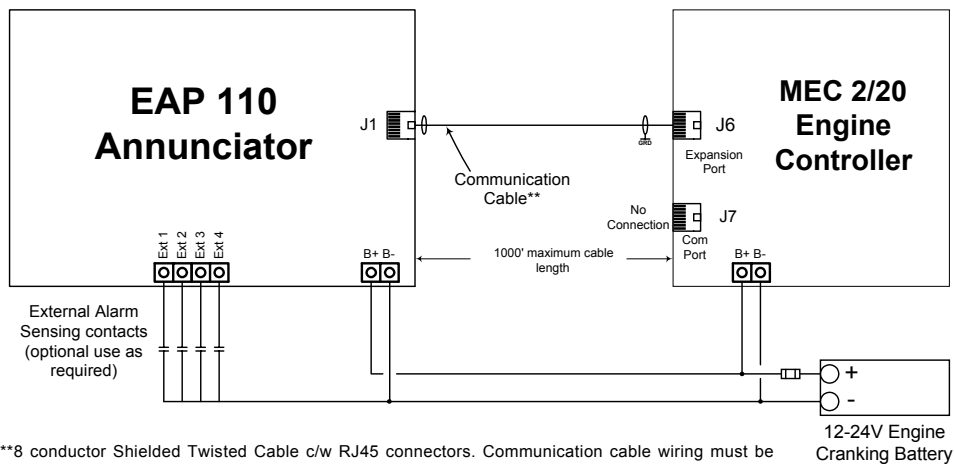 EAP 110
Annunciator
J1
Communication
Cable**
GRD
J6
Expansion
Port
MEC 2/20
Engine
Controller
No
Connection
J7
Com
Port
Ext 1
Ext 2
Ext 3
Ext 4
B+ B-
1000' maximum cable
length
B+ B-
External Alarm
Sensing contacts
(optional use as
required)
+
-
12-24V Engine
Cranking Battery
**8 conductor Shielded Twisted Cable c/w RJ45 connectors. Communication cable wiring must be